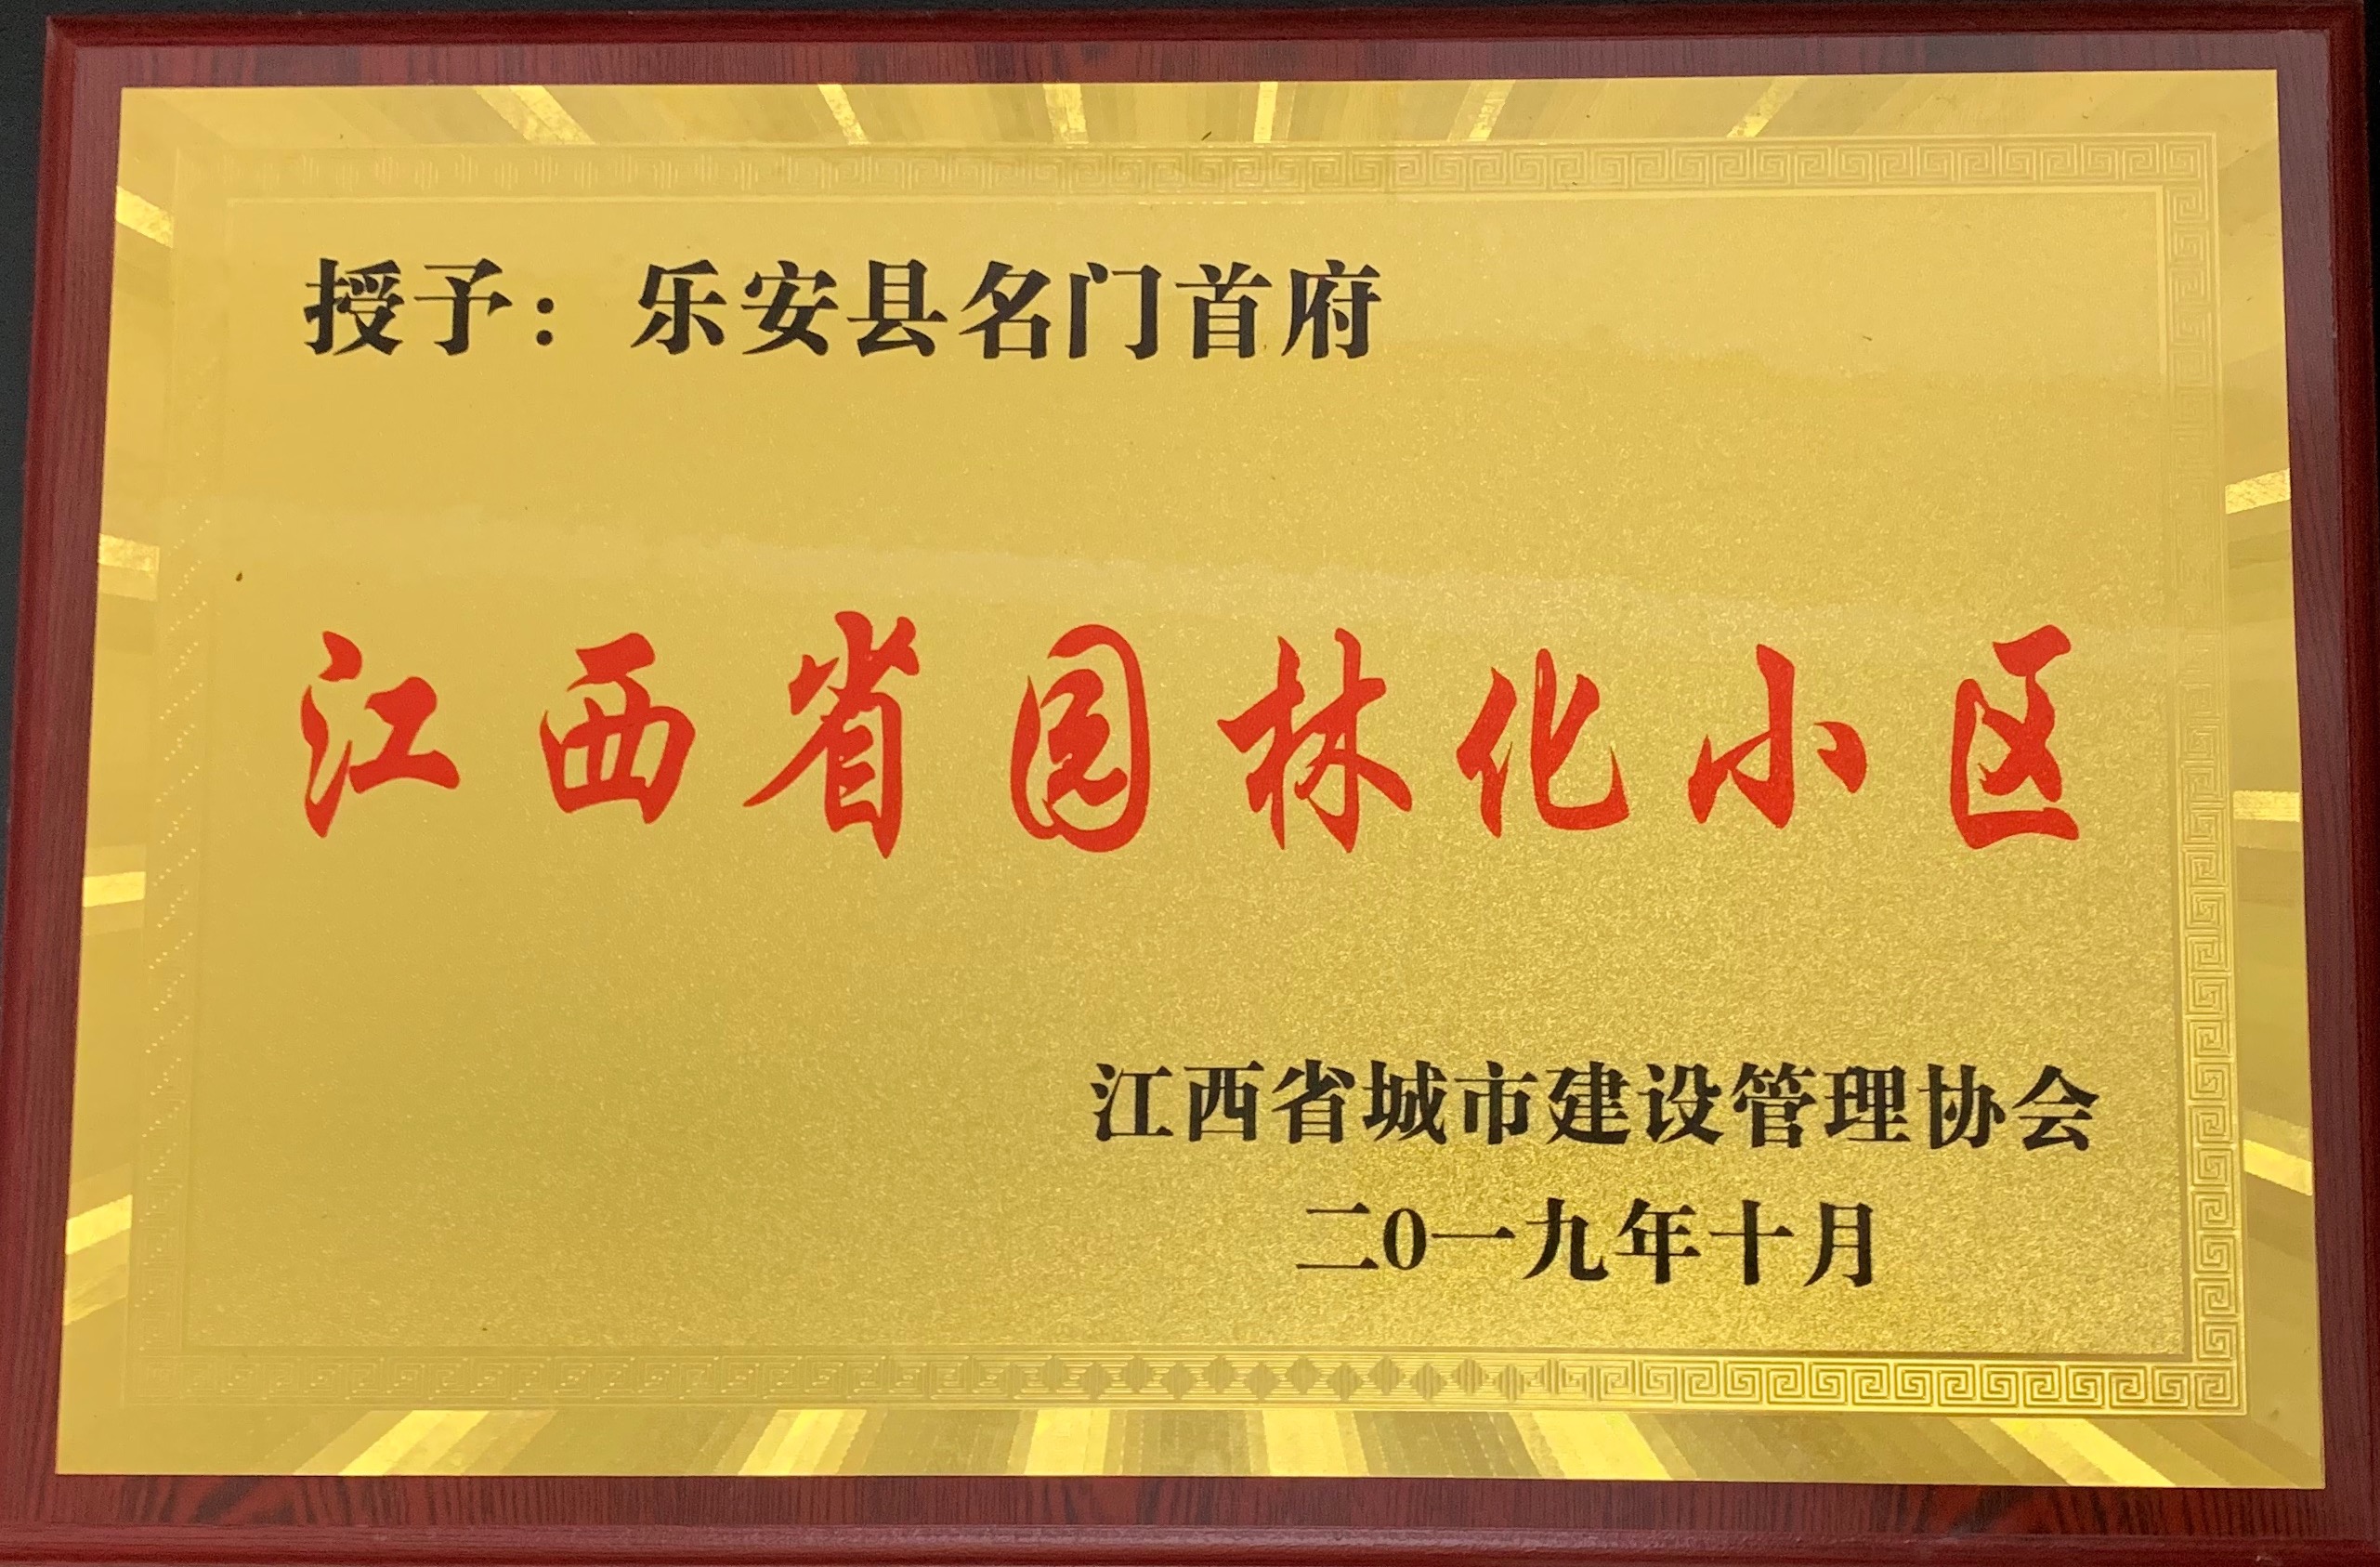 授予：乐安县名门首府
江西省园林化小区
江西省城市建设管理协会
二0一九年十月